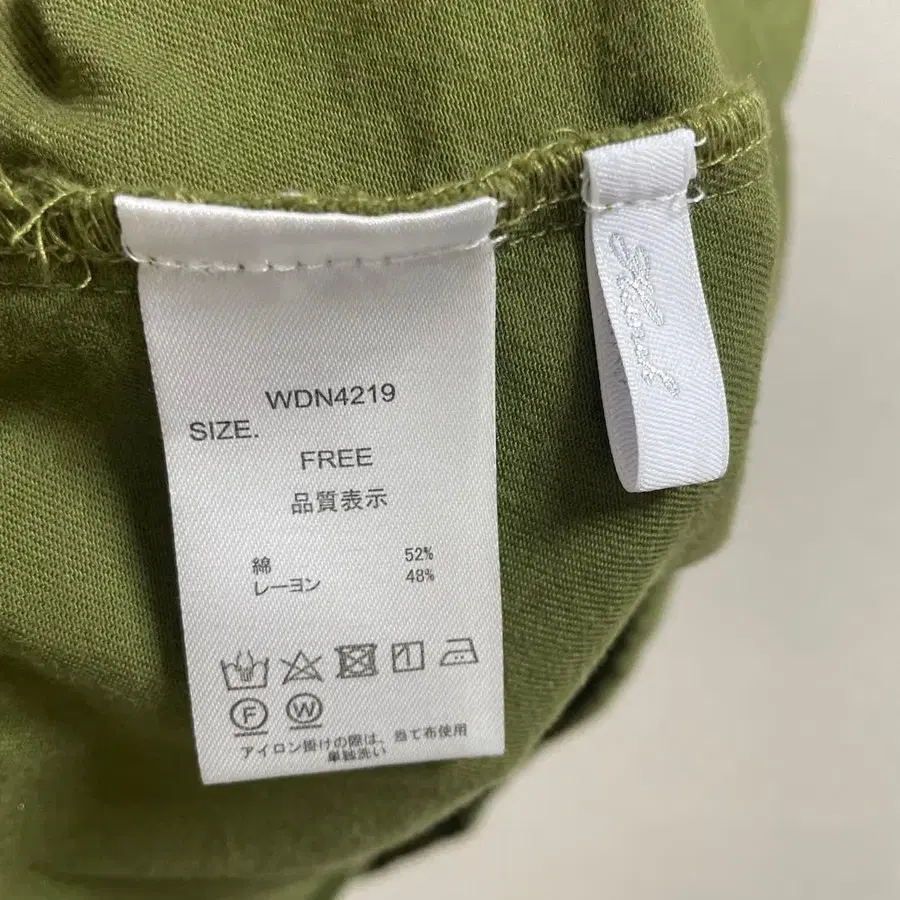 WDN4219
SIZE.
FREE
品質表示
綿 52%
レーヨン 48%
F W
アイロン掛けの際は、当て布使用
単独洗い